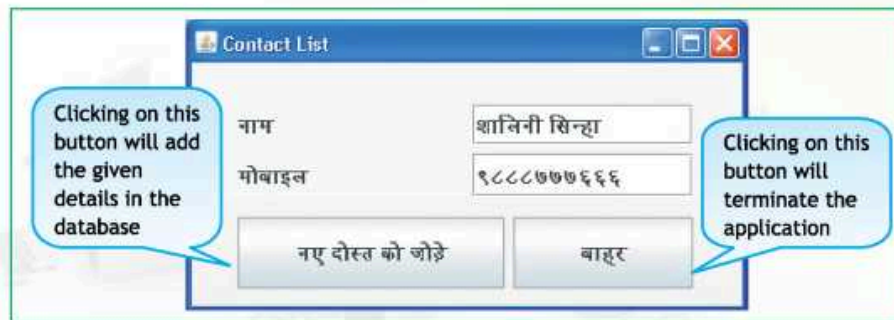 Contact List
Clicking on this
button will add
the given
details in the
database
नाम
शालिनी सिन्हा
मोबाइल
९८८८७७७६६६
नए दोस्त को जोड़े
बाहर
Clicking on this
button will
terminate the
application